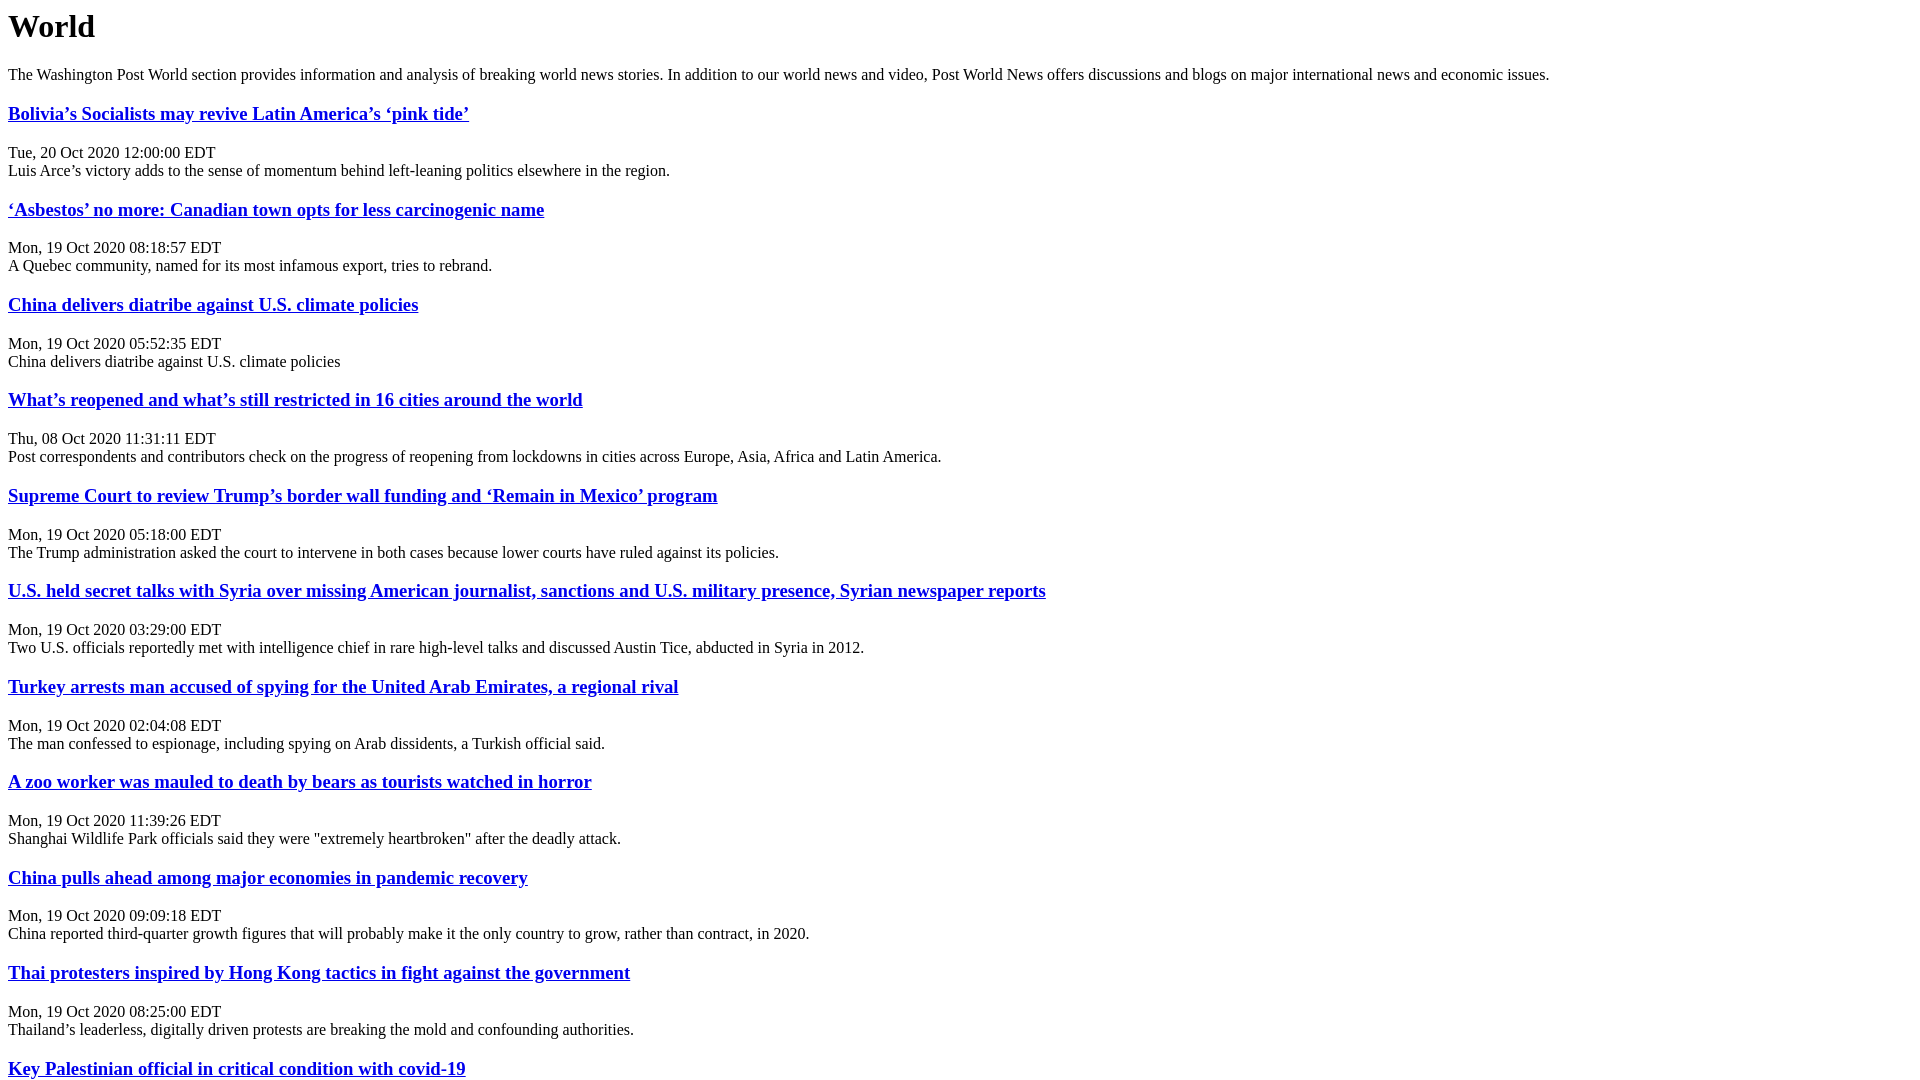 World
The Washington Post World section provides information and analysis of breaking world news stories. In addition to our world news and video, Post World News offers discussions and blogs on major international news and economic issues.
Bolivia’s Socialists may revive Latin America’s ‘pink tide’
Tue, 20 Oct 2020 12:00:00 EDT
Luis Arce’s victory adds to the sense of momentum behind left-leaning politics elsewhere in the region.
‘Asbestos’ no more: Canadian town opts for less carcinogenic name
Mon, 19 Oct 2020 08:18:57 EDT
A Quebec community, named for its most infamous export, tries to rebrand.
China delivers diatribe against U.S. climate policies
Mon, 19 Oct 2020 05:52:35 EDT
China delivers diatribe against U.S. climate policies
What’s reopened and what’s still restricted in 16 cities around the world
Thu, 08 Oct 2020 11:31:11 EDT
Post correspondents and contributors check on the progress of reopening from lockdowns in cities across Europe, Asia, Africa and Latin America.
Supreme Court to review Trump’s border wall funding and ‘Remain in Mexico’ program
Mon, 19 Oct 2020 05:18:00 EDT
The Trump administration asked the court to intervene in both cases because lower courts have ruled against its policies.
U.S. held secret talks with Syria over missing American journalist, sanctions and U.S. military presence, Syrian newspaper reports
Mon, 19 Oct 2020 03:29:00 EDT
Two U.S. officials reportedly met with intelligence chief in rare high-level talks and discussed Austin Tice, abducted in Syria in 2012.
Turkey arrests man accused of spying for the United Arab Emirates, a regional rival
Mon, 19 Oct 2020 02:04:08 EDT
The man confessed to espionage, including spying on Arab dissidents, a Turkish official said.
A zoo worker was mauled to death by bears as tourists watched in horror
Mon, 19 Oct 2020 11:39:26 EDT
Shanghai Wildlife Park officials said they were "extremely heartbroken" after the deadly attack.
China pulls ahead among major economies in pandemic recovery
Mon, 19 Oct 2020 09:09:18 EDT
China reported third-quarter growth figures that will probably make it the only country to grow, rather than contract, in 2020.
Thai protesters inspired by Hong Kong tactics in fight against the government
Mon, 19 Oct 2020 08:25:00 EDT
Thailand’s leaderless, digitally driven protests are breaking the mold and confounding authorities.
Key Palestinian official in critical condition with covid-19